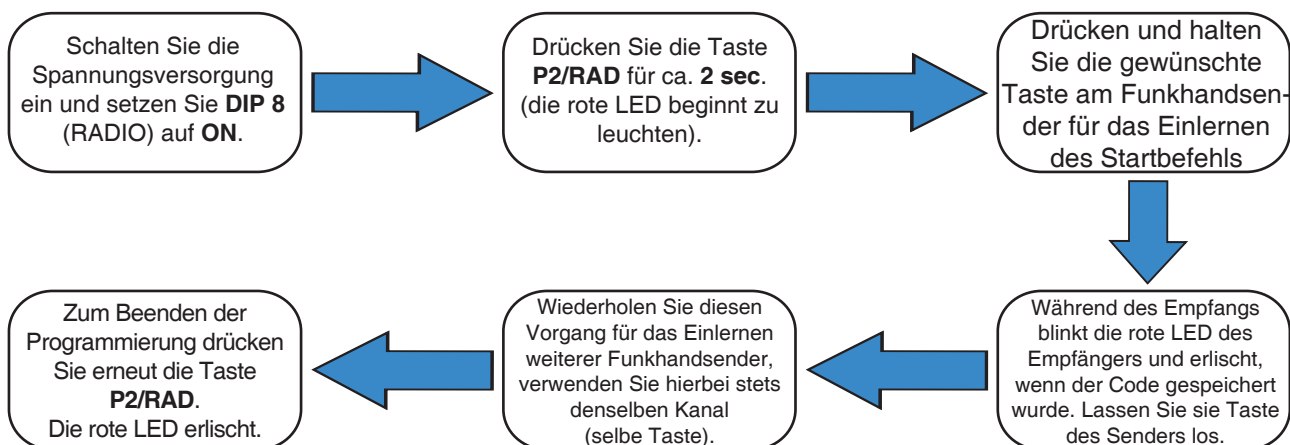 Schalten Sie die
Spannungsversorgung
ein und setzen Sie DIP 8
(RADIO) auf ON.
Drücken Sie die Taste
P2/RAD für ca. 2 sec.
(die rote LED beginnt zu
leuchten).
Drücken und halten
Sie die gewünschte
Taste am Funkhandsen-
der für das Einlernen
des Startbefehls
Während des Empfangs
blinkt die rote LED des
Empfängers und erlischt,
wenn der Code gespeichert
wurde. Lassen Sie sie Taste
des Senders los.
Wiederholen Sie diesen
Vorgang für das Einlernen
weiterer Funkhandsender,
verwenden Sie hierbei stets
denselben Kanal
(selbe Taste).
Zum Beenden der
Programmierung drücken
Sie erneut die Taste
P2/RAD.
Die rote LED erlischt.